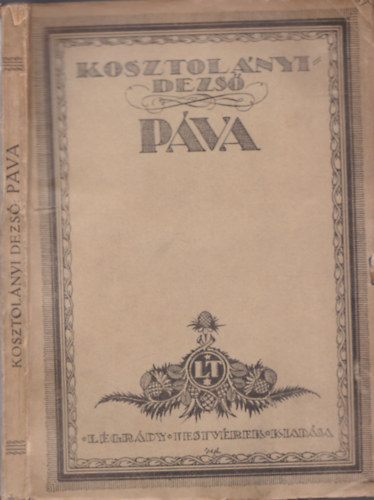 KOSZTOLÁNYI DEZSŐ PÁVA
KOSZTOLÁNYI
DEZSŐ
PÁVA
LT
LÉGRÁDY • TESTVÉREK • KIADÁSA